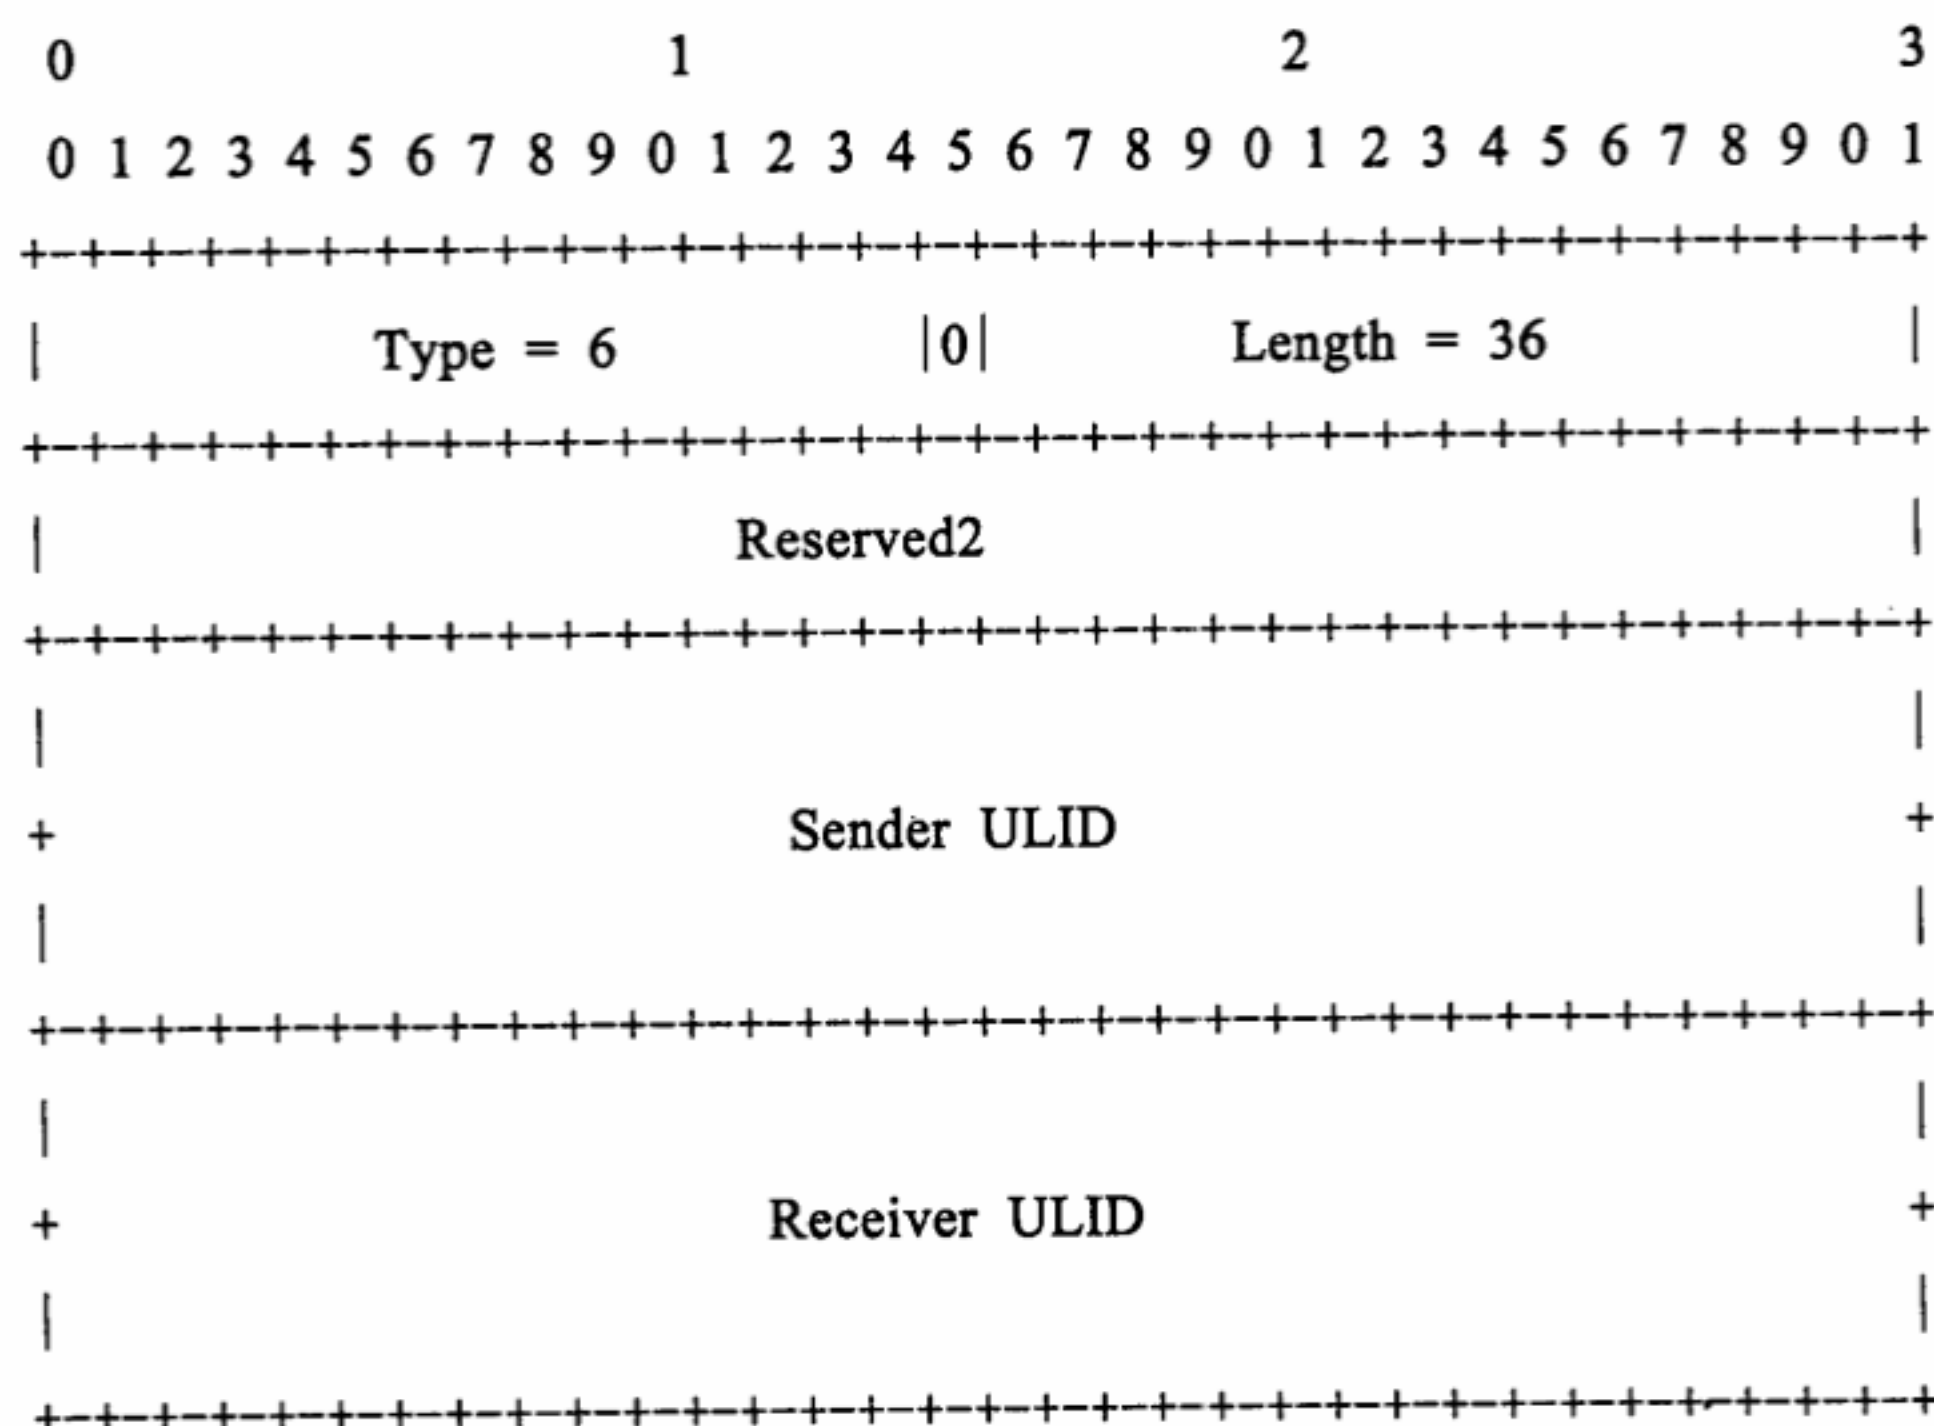 0 1 2 3
0 1 2 3 4 5 6 7 8 9 0 1 2 3 4 5 6 7 8 9 0 1 2 3 4 5 6 7 8 9 0 1
+-+-+-+-+-+-+-+-+-+-+-+-+-+-+-+-+-+-+-+-+-+-+-+-+-+-+-+-+-+-+-+-+
| Type = 6 |0| Length = 36 |
+-+-+-+-+-+-+-+-+-+-+-+-+-+-+-+-+-+-+-+-+-+-+-+-+-+-+-+-+-+-+-+-+
| Reserved2 |
+-+-+-+-+-+-+-+-+-+-+-+-+-+-+-+-+-+-+-+-+-+-+-+-+-+-+-+-+-+-+-+-+
| |
+ Sender ULID +
| |
+-+-+-+-+-+-+-+-+-+-+-+-+-+-+-+-+-+-+-+-+-+-+-+-+-+-+-+-+-+-+-+-+
| |
+ Receiver ULID +
| |
+-+-+-+-+-+-+-+-+-+-+-+-+-+-+-+-+-+-+-+-+-+-+-+-+-+-+-+-+-+-+-+-+